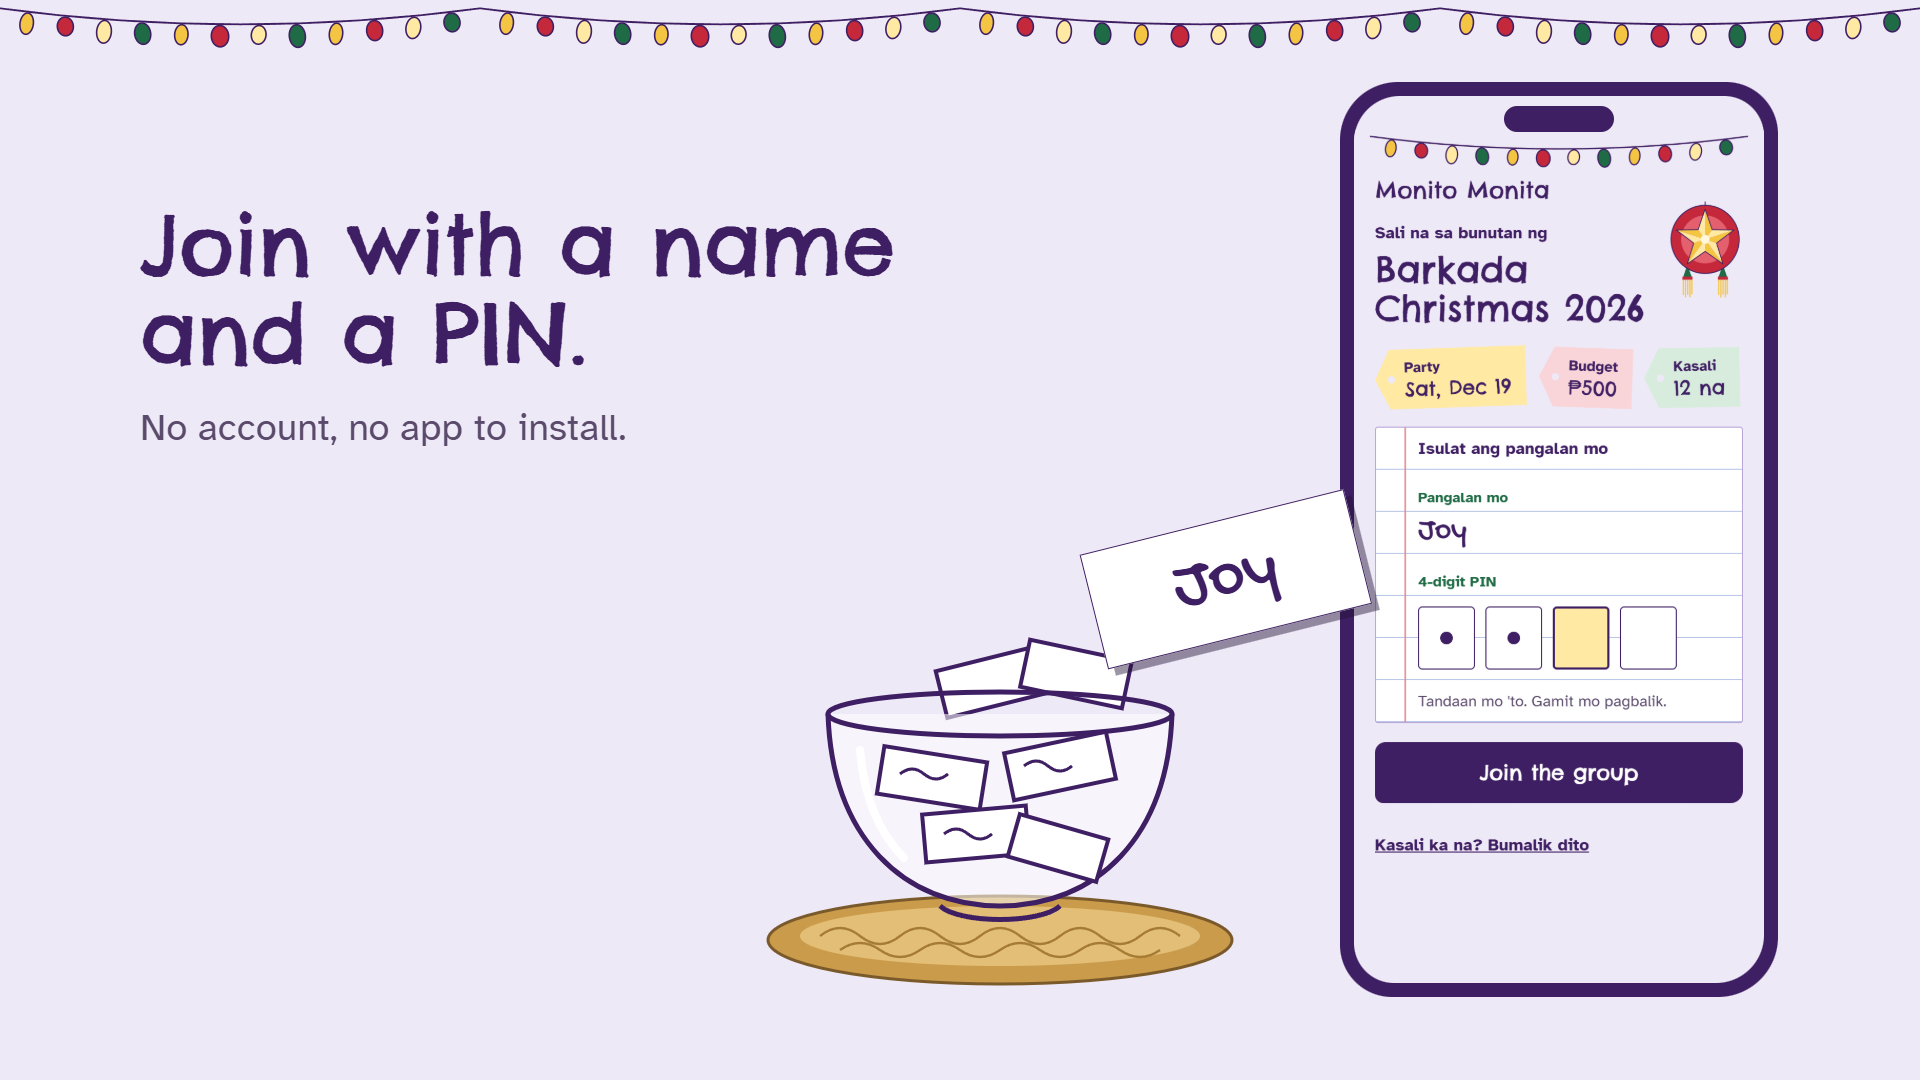 Join with a name
and a PIN.
No account, no app to install.
Joy
Monito Monita
Sali na sa bunutan ng
Barkada
Christmas 2026
Party
Sat, Dec 19
Budget
₱500
Kasali
12 na
Isulat ang pangalan mo
Pangalan mo
Joy
4-digit PIN
Tandaan mo 'to. Gamit mo pagbalik.
Join the group
Kasali ka na? Bumalik dito